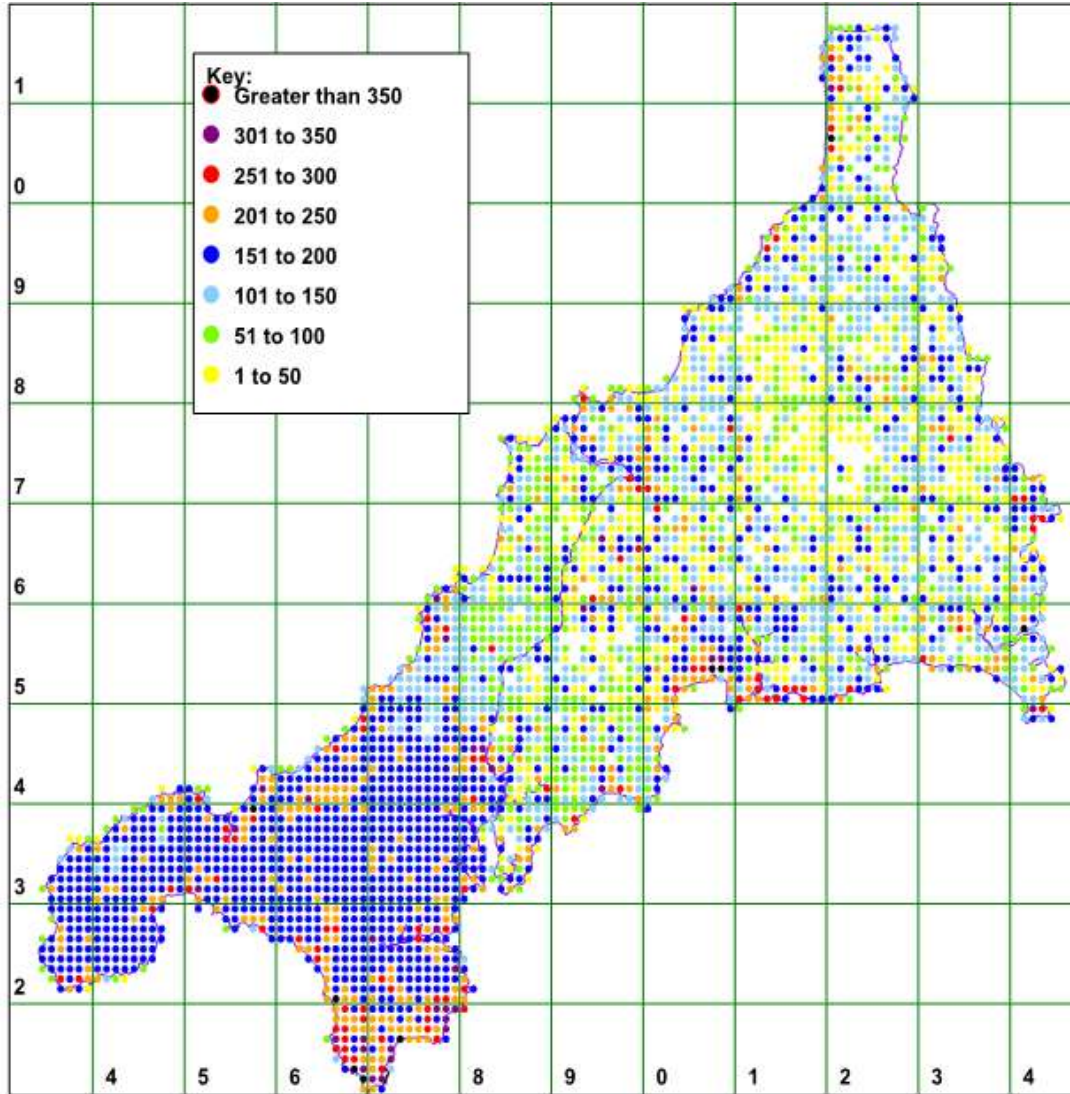 Key:
Greater than 350
301 to 350
251 to 300
201 to 250
151 to 200
101 to 150
51 to 100
1 to 50
1
0
9
8
7
6
5
4
3
2
4 5 6 7 8 9 0 1 2 3 4